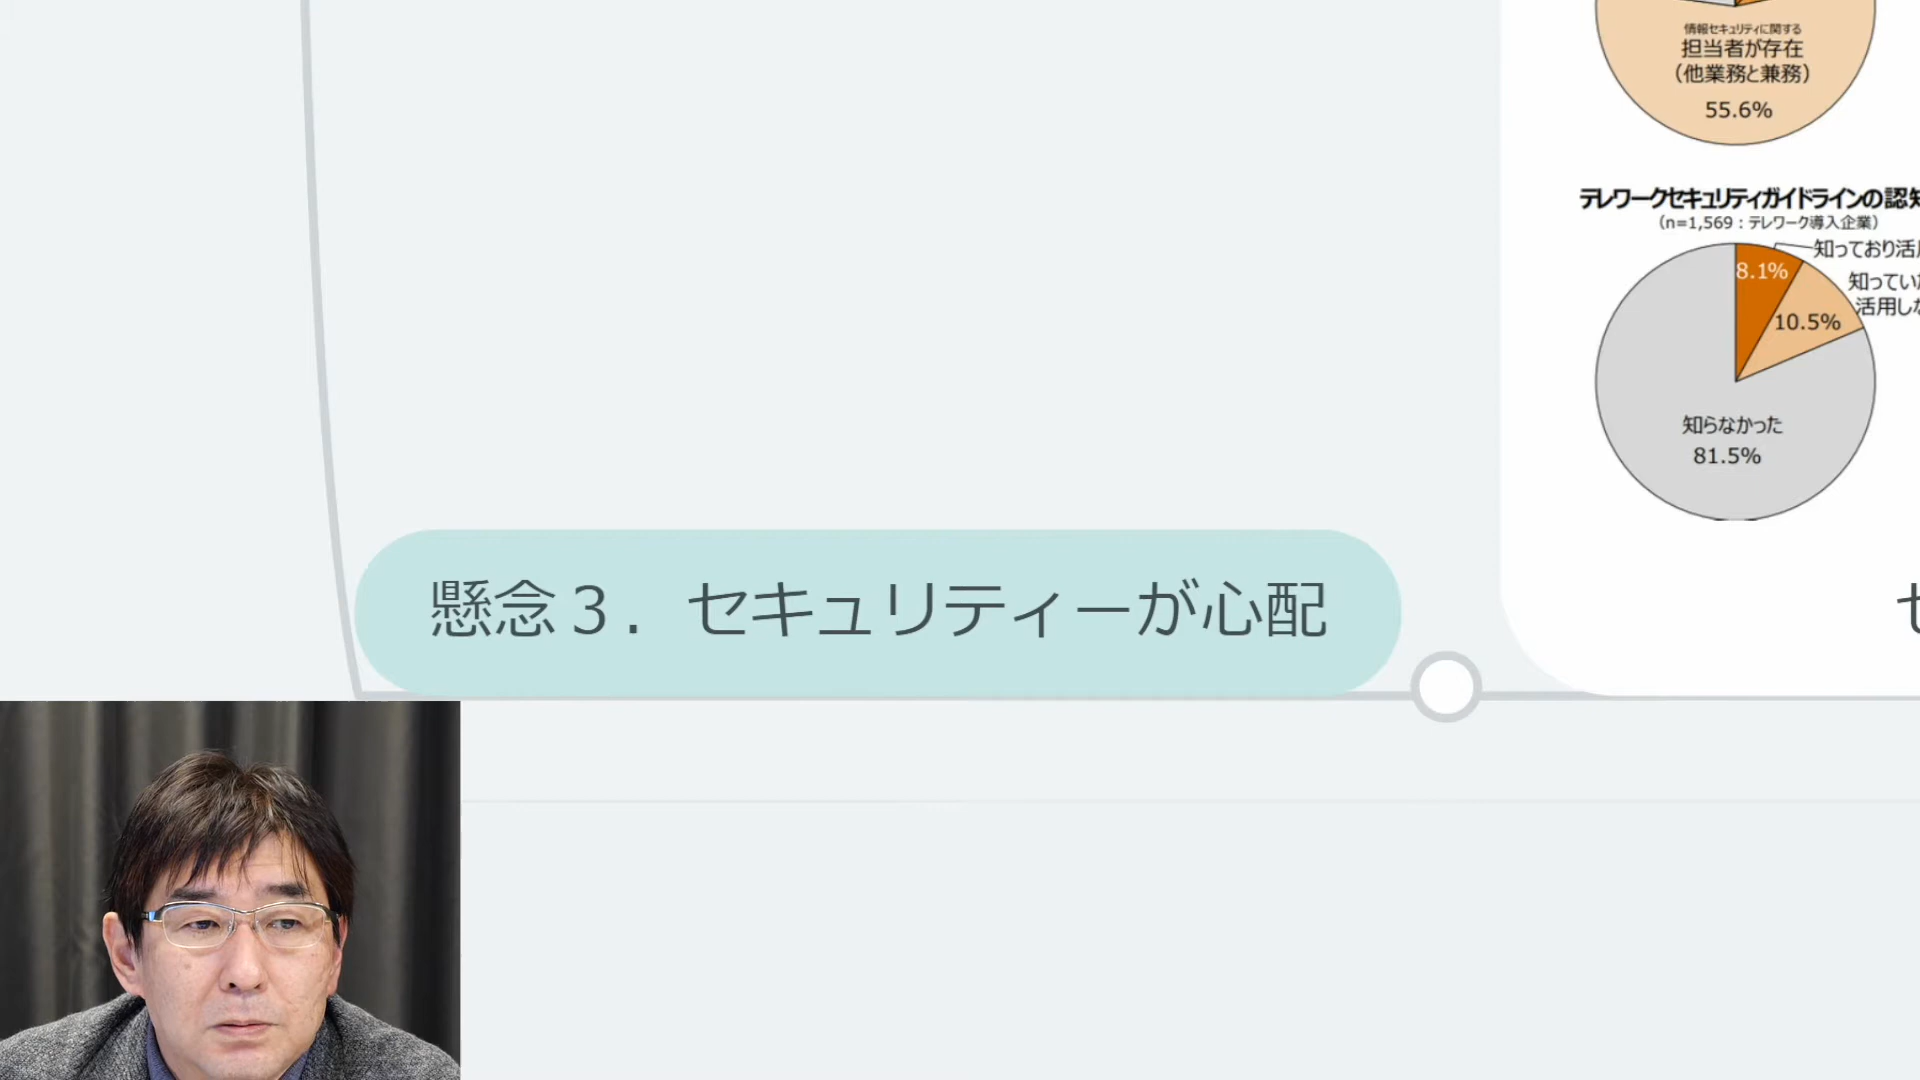 情報セキュリティに関する
担当者が存在
（他業務と兼務）
55.6%
テレワークセキュリティガイドラインの認知
（n=1,569：テレワーク導入企業）
知っており活用
8.1%
知ってい
活用しな
10.5%
知らなかった
81.5%
懸念３．セキュリティーが心配
セ